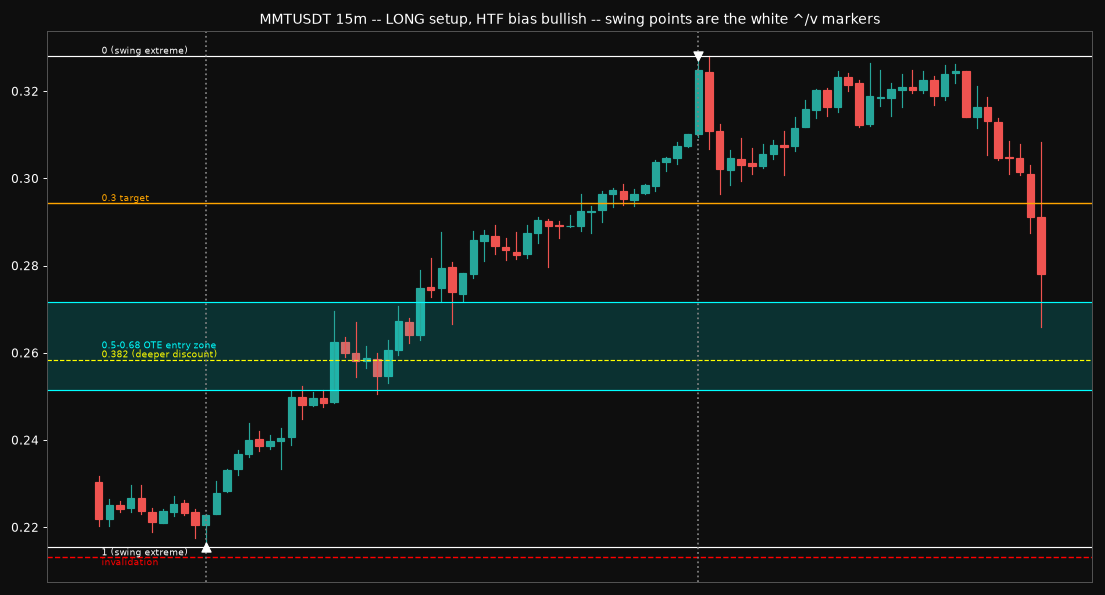 MMTUSDT 15m -- LONG setup, HTF bias bullish -- swing points are the white ^/v markers
0 (swing extreme)
0.32
0.30
0.3 target
0.28
0.5-0.68 OTE entry zone
0.382 (deeper discount)
0.26
0.24
0.22
1 (swing extreme)
Invalidation